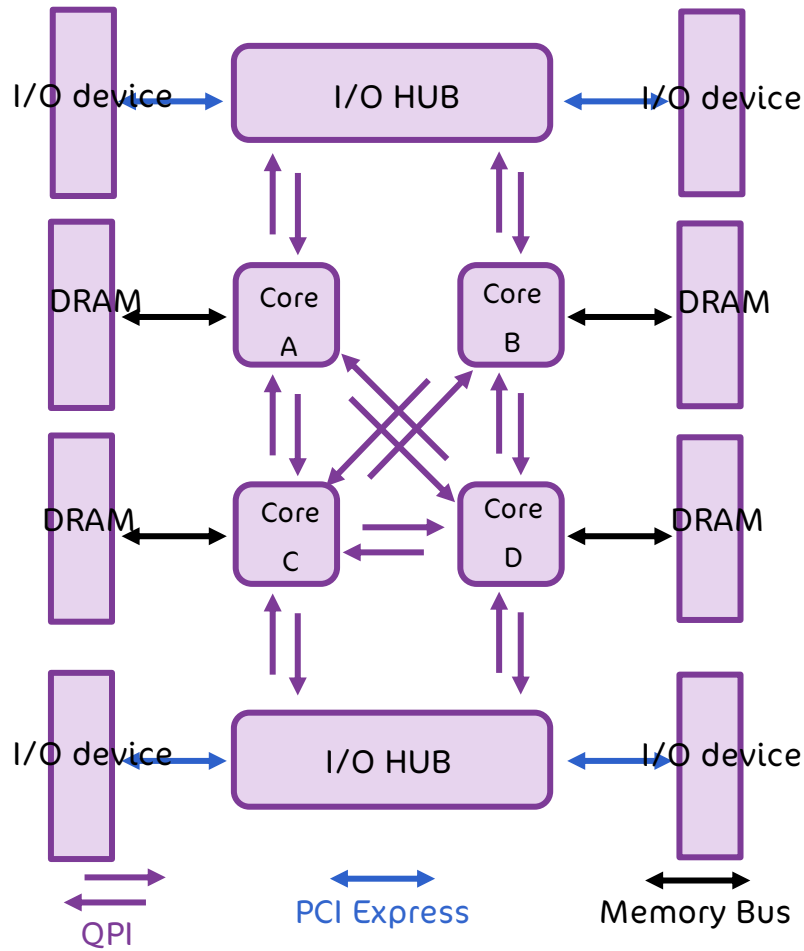 I/O device
I/O HUB
I/O device
DRAM
Core
A
Core
B
DRAM
DRAM
Core
C
Core
D
DRAM
I/O device
I/O HUB
I/O device
QPI
PCI Express
Memory Bus